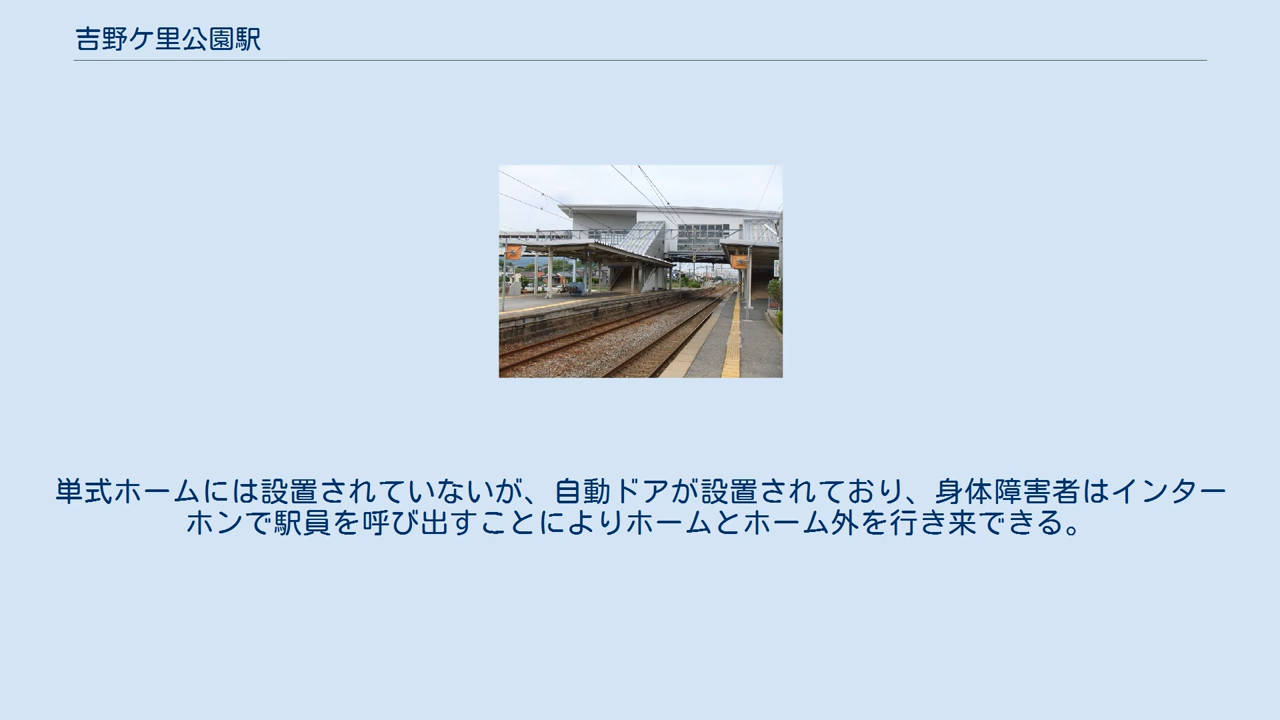 吉野ケ里公園駅
単式ホームには設置されていないが、自動ドアが設置されており、身体障害者はインター
ホンで駅員を呼び出すことによりホームとホーム外を行き来できる。